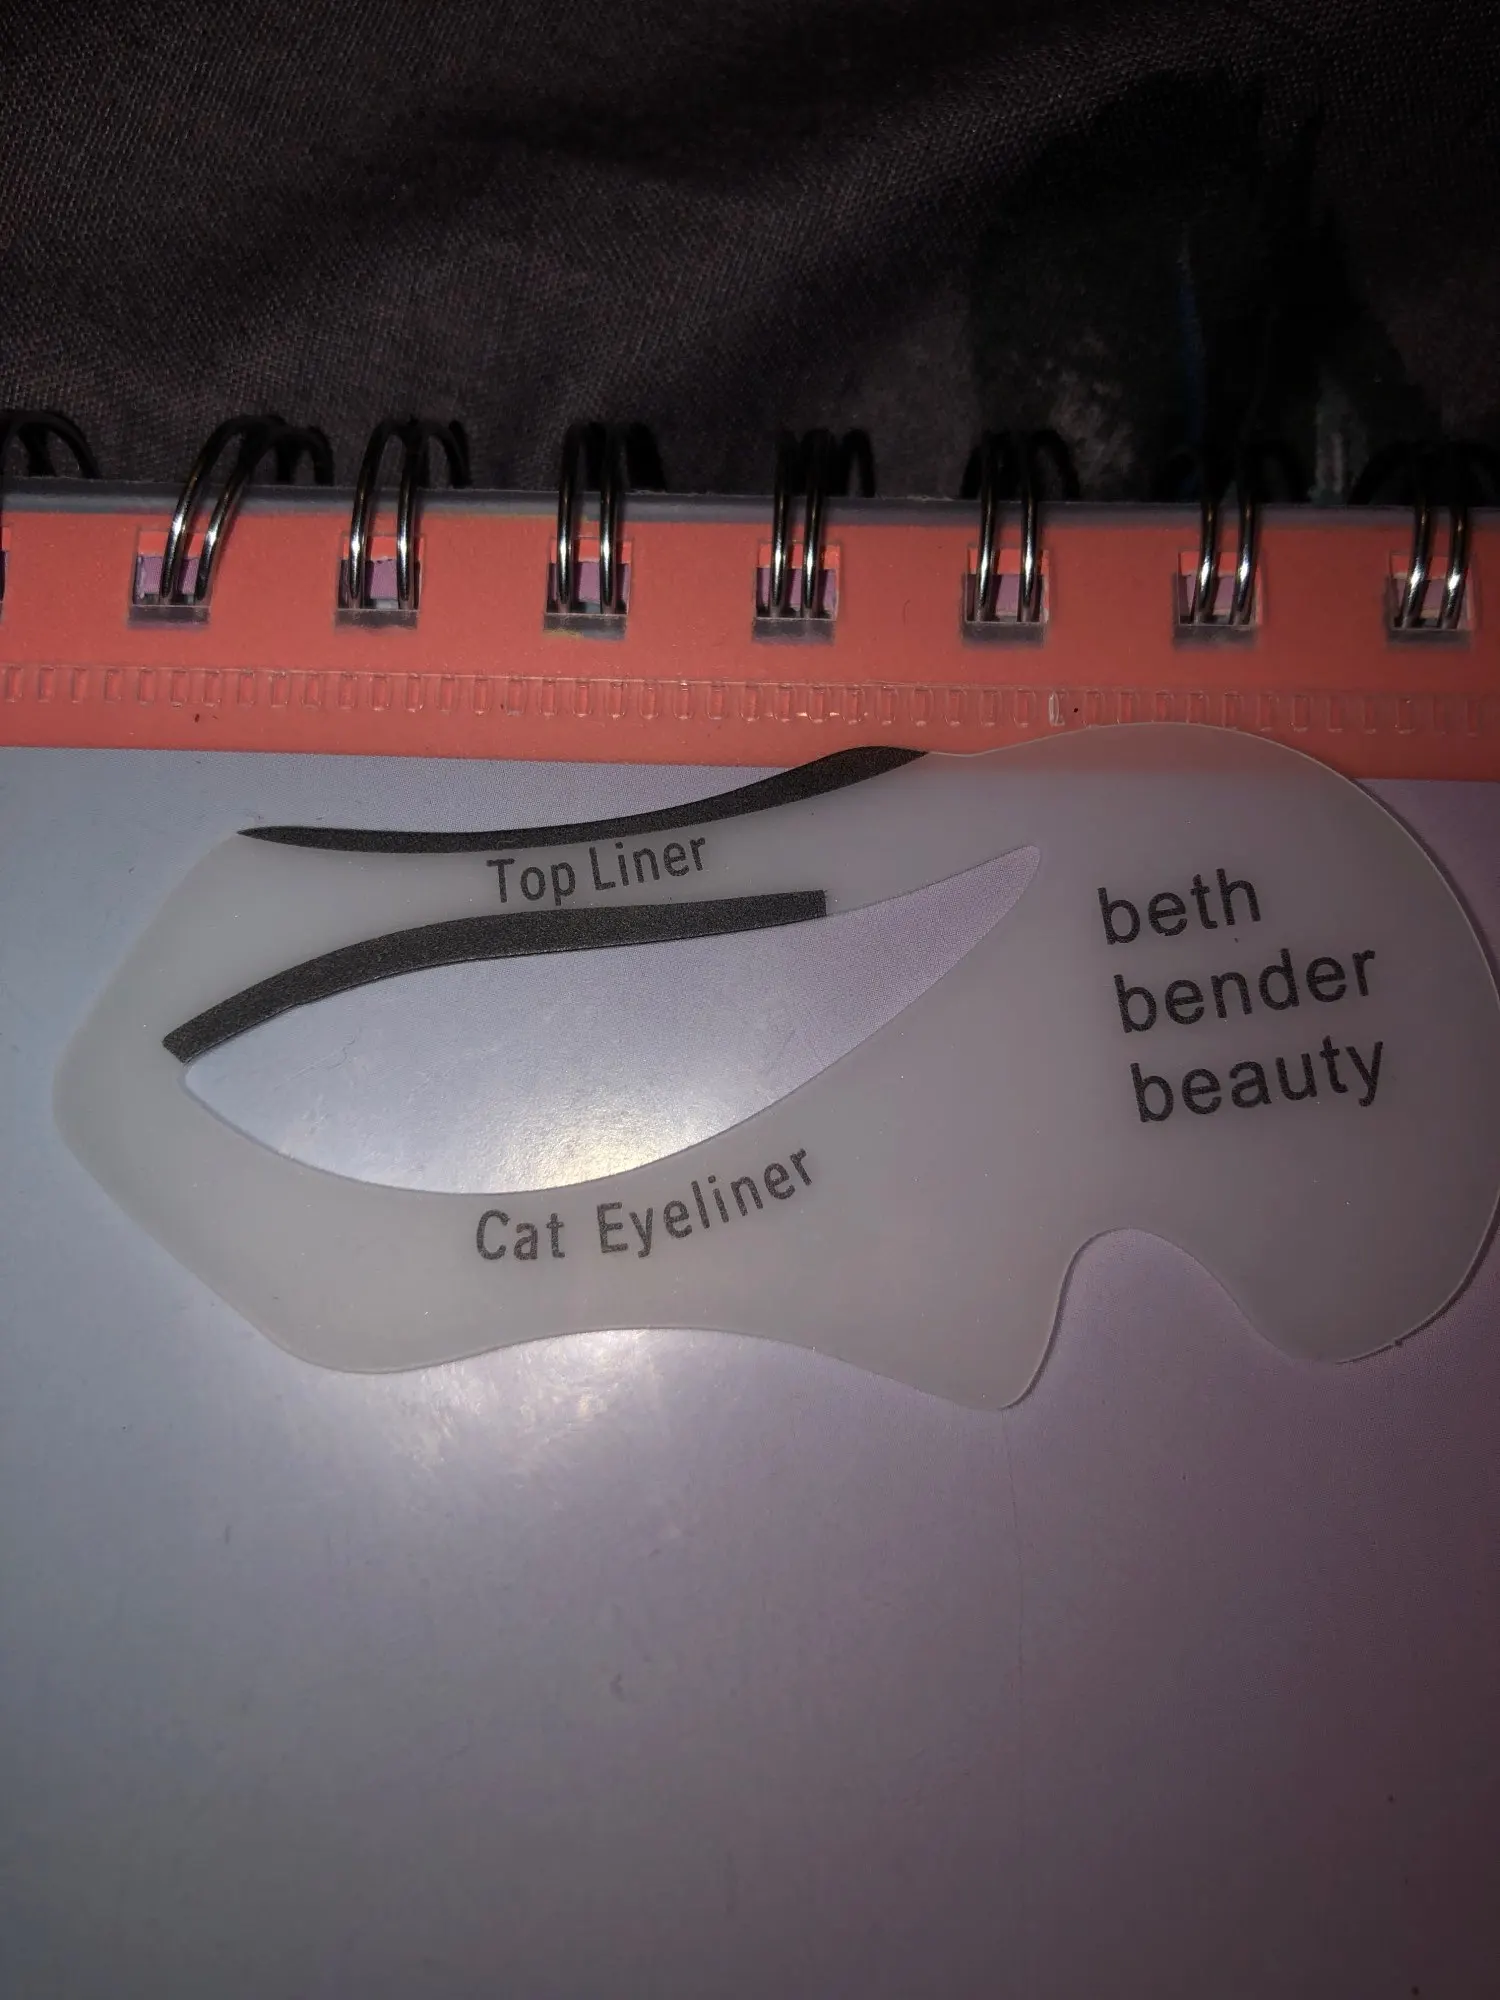 Top Liner
Cat Eyeliner
beth
bender
beauty